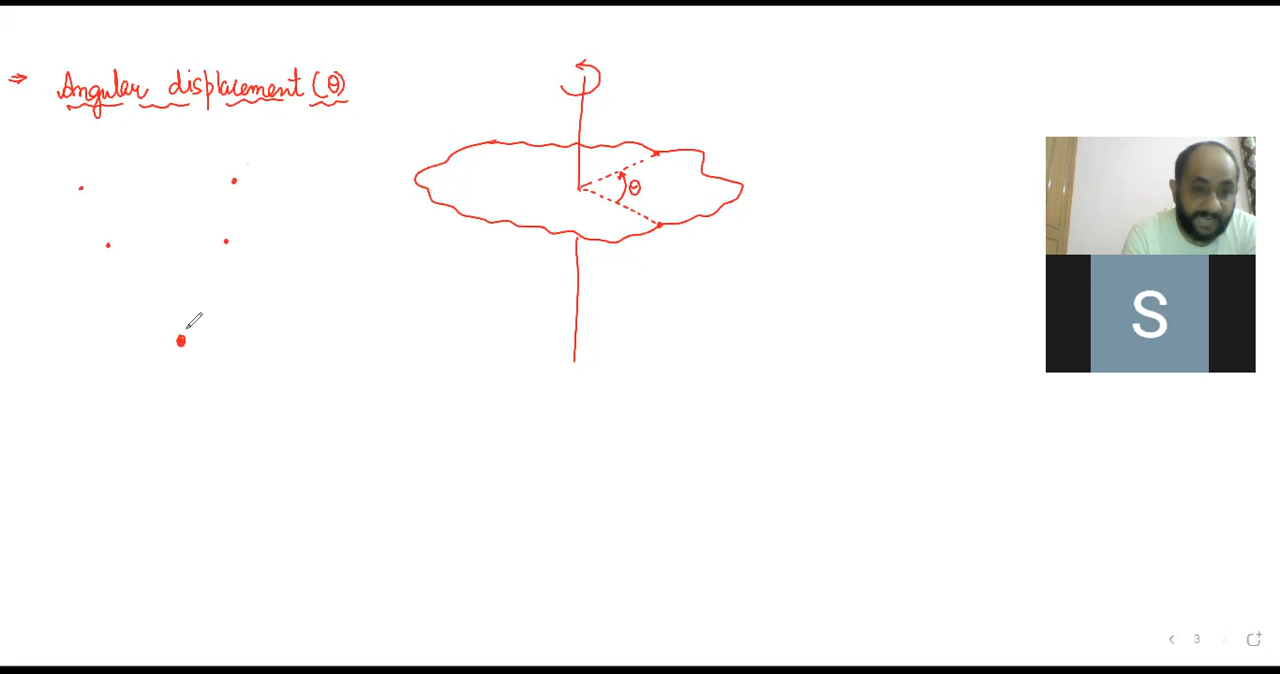 ⇒ Angular displacement (θ)
θ
S
< 3 >